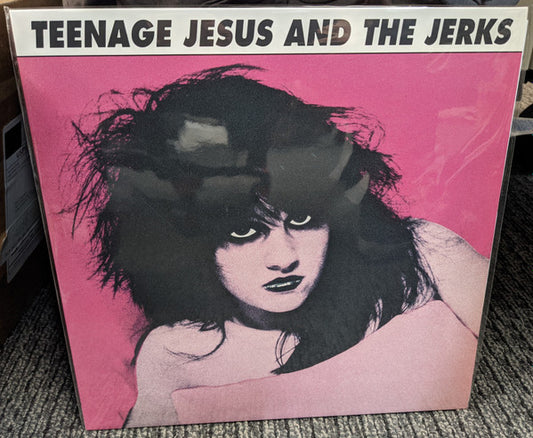 TEENAGE JESUS AND THE JERKS